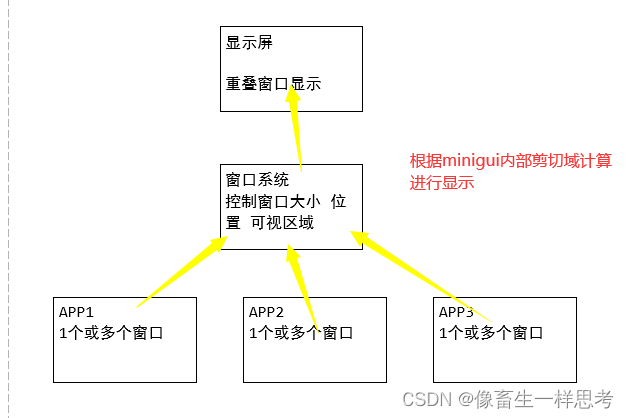 显示屏
重叠窗口显示
根据minigui内部剪切域计算
进行显示
窗口系统
控制窗口大小 位
置 可视区域
APP1
1个或多个窗口
APP2
1个或多个窗口
APP3
1个或多个窗口
CSDN @像畜生一样思考